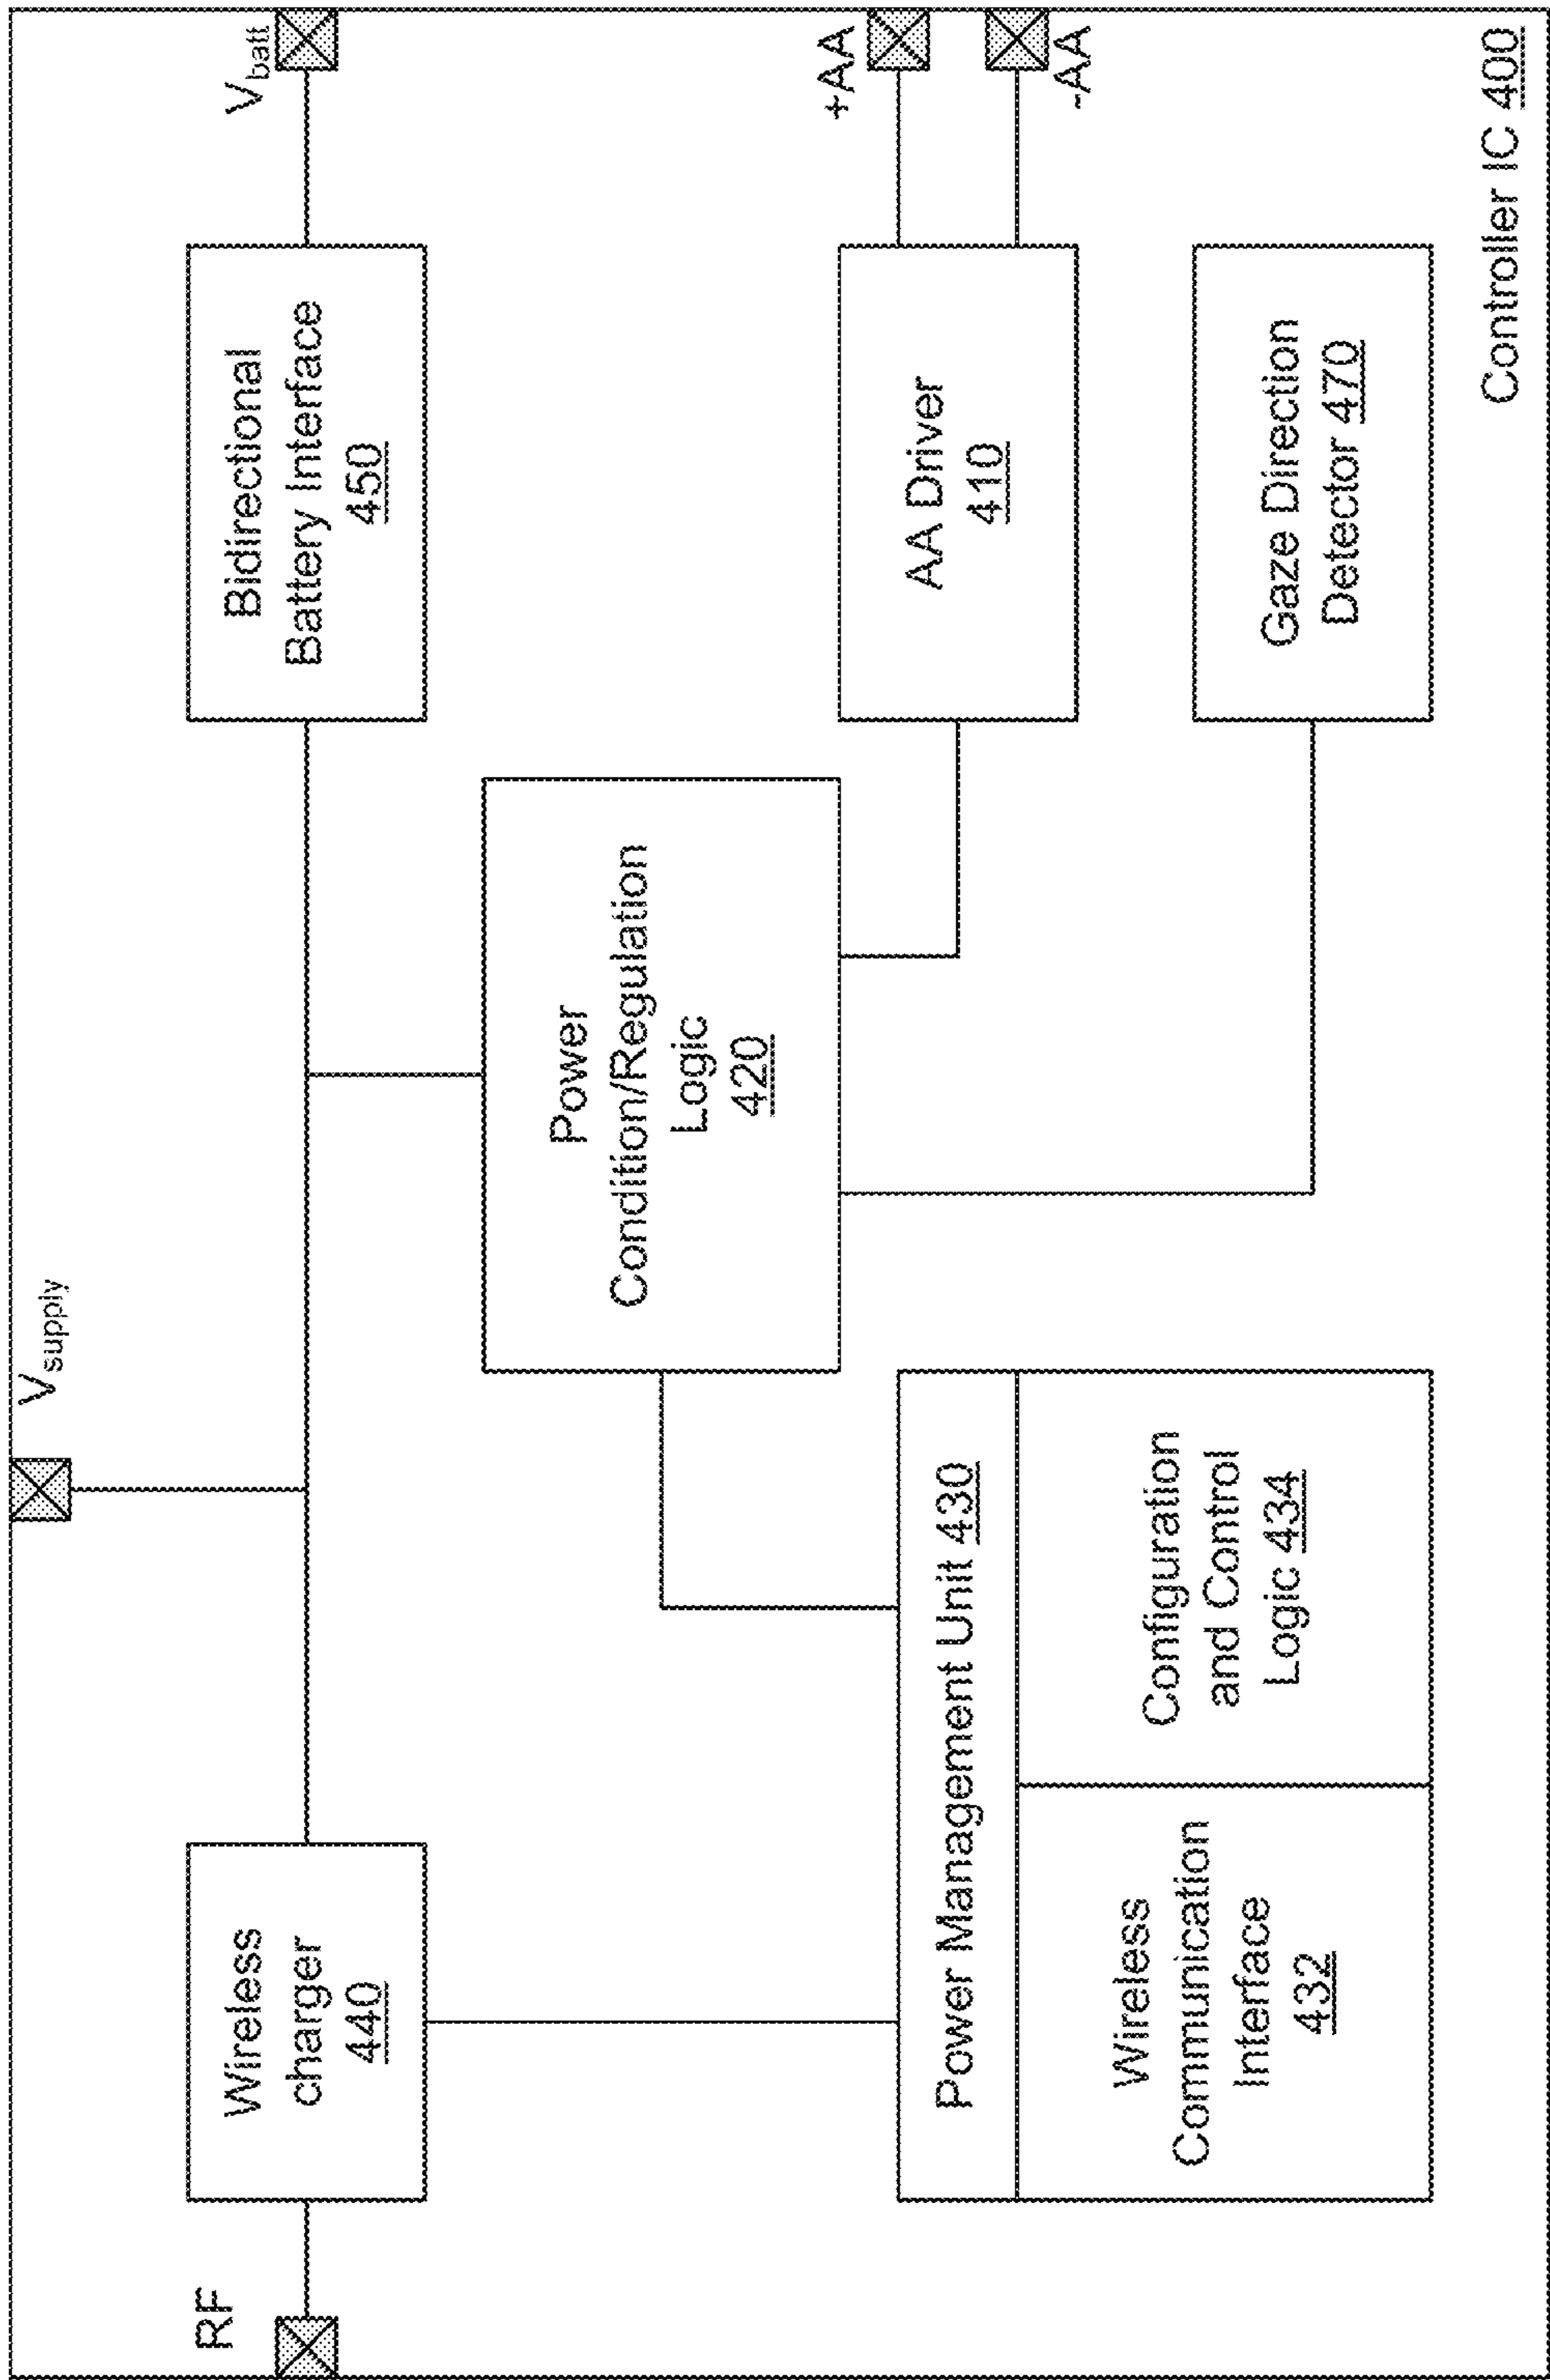 V_supply
RF
V_batt
Wireless
charger
440
Bidirectional
Battery Interface
450
Power
Condition/Regulation
Logic
420
+AA
-AA
AA Driver
410
Power Management Unit 430
Wireless
Communication
Interface
432
Configuration
and Control
Logic 434
Gaze Direction
Detector 470
Controller IC 400